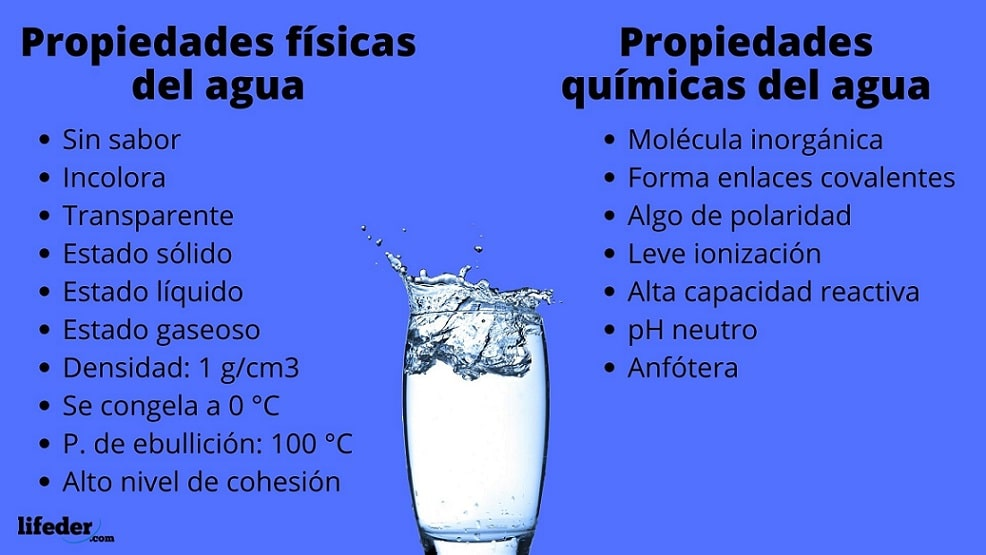 Propiedades físicas
del agua
Sin sabor
Incolora
Transparente
Estado sólido
Estado líquido
Estado gaseoso
Densidad: 1 g/cm3
Se congela a 0 °C
P. de ebullición: 100 °C
Alto nivel de cohesión
Propiedades
químicas del agua
Molécula inorgánica
Forma enlaces covalentes
Algo de polaridad
Leve ionización
Alta capacidad reactiva
pH neutro
Anfótera
lifeder.com